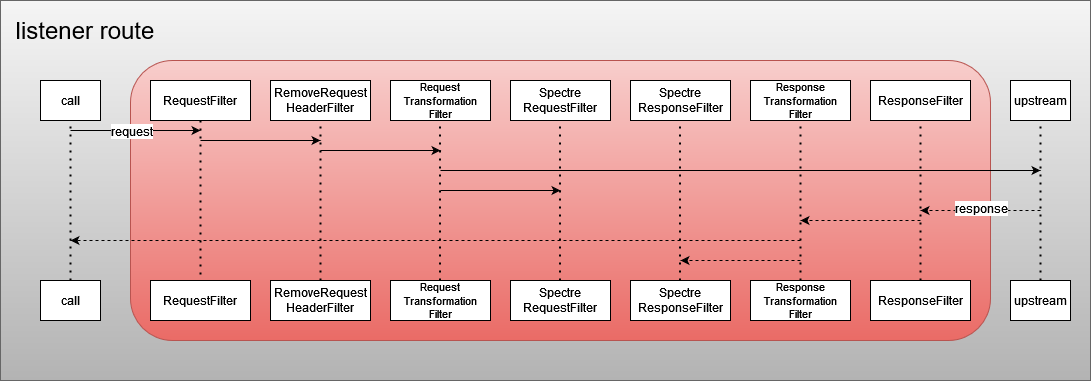 listener route
call
RequestFilter
RemoveRequest
HeaderFilter
Request
Transformation
Filter
Spectre
RequestFilter
Spectre
ResponseFilter
Response
Transformation
Filter
ResponseFilter
upstream
request
response
call
RequestFilter
RemoveRequest
HeaderFilter
Request
Transformation
Filter
Spectre
RequestFilter
Spectre
ResponseFilter
Response
Transformation
Filter
ResponseFilter
upstream